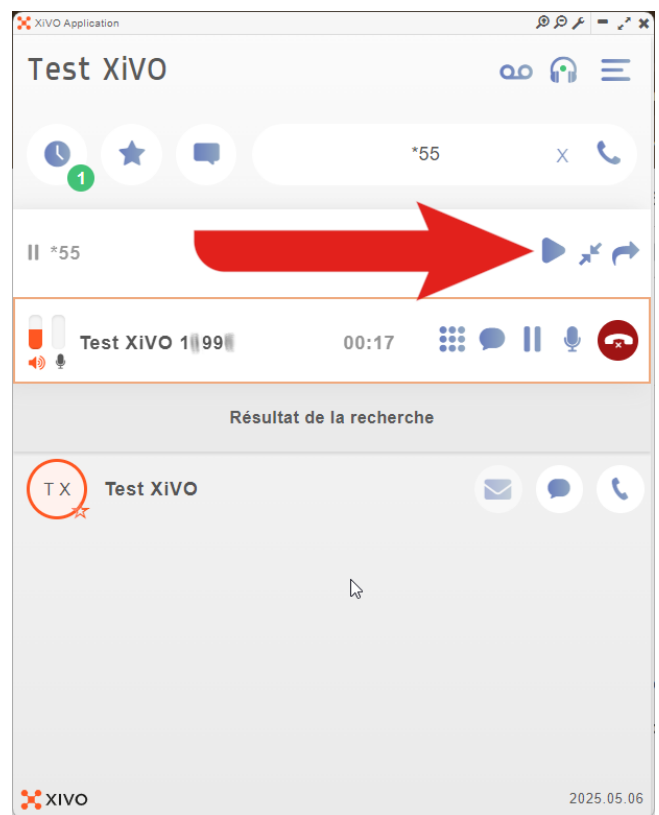 XiVO Application
Test XiVO
*55 X
1
*55
Test XiVO 00:17
Résultat de la recherche
T X Test XiVO
XIVO 2025.05.06